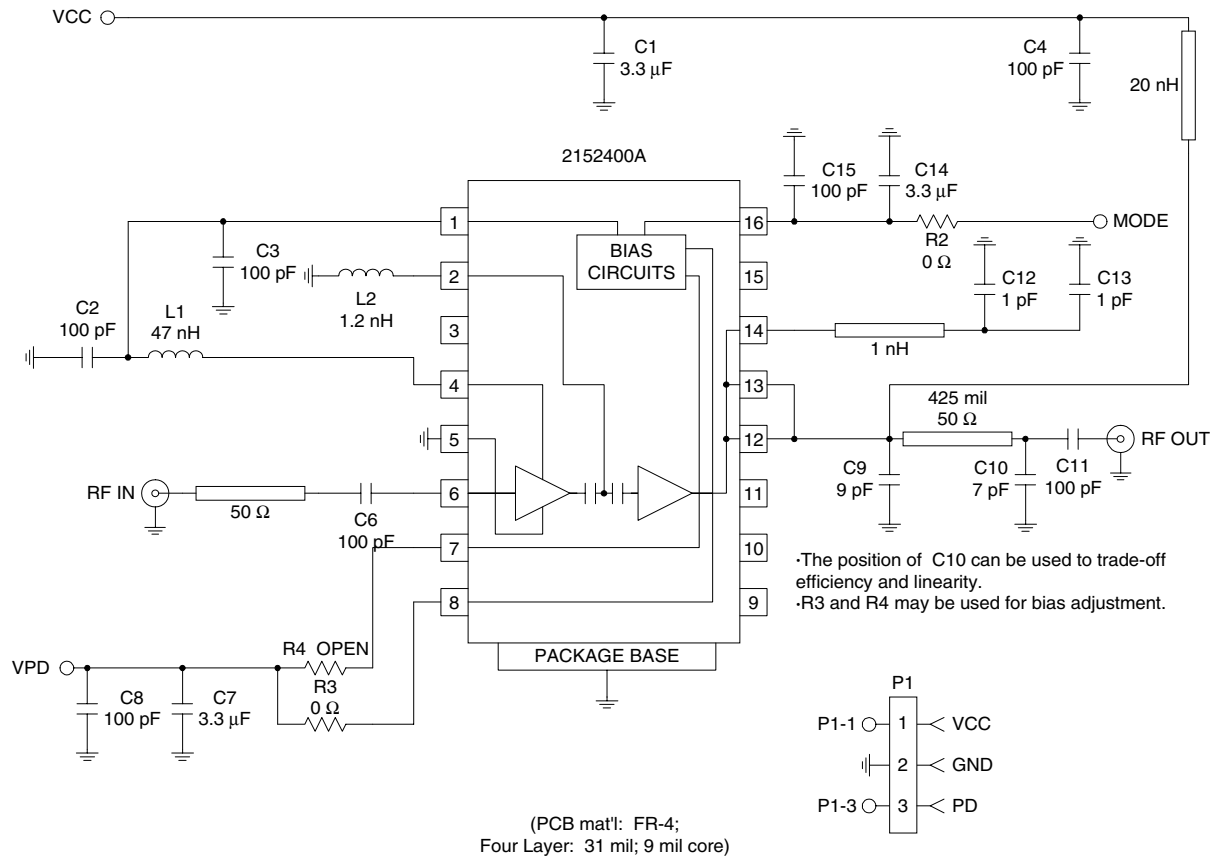 VCC
C1
3.3 µF
C4
100 pF
20 nH
2152400A
C15
100 pF
C14
3.3 µF
1
16
MODE
R2
0 Ω
BIAS
CIRCUITS
C3
100 pF
2
15
L2
1.2 nH
C12
1 pF
C13
1 pF
C2
100 pF
L1
47 nH
3
14
1 nH
4
13
425 mil
50 Ω
5
12
RF OUT
C9
9 pF
C10
7 pF
C11
100 pF
RF IN
50 Ω
C6
100 pF
6
11
7
10
·The position of C10 can be used to trade-off
efficiency and linearity.
·R3 and R4 may be used for bias adjustment.
8
9
PACKAGE BASE
VPD
R4 OPEN
R3
0 Ω
C8
100 pF
C7
3.3 µF
P1
P1-1
1
VCC
2
GND
P1-3
3
PD
(PCB mat'l: FR-4;
Four Layer: 31 mil; 9 mil core)